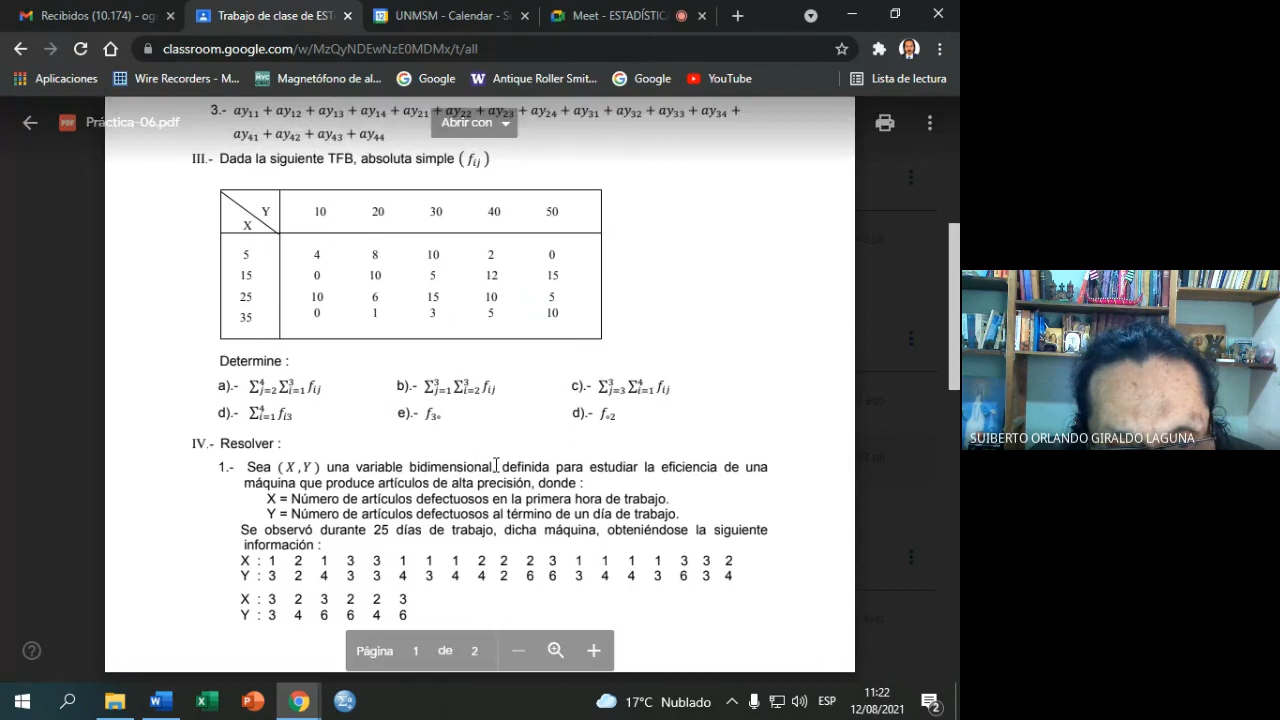 Recibidos (10.174) - og
Trabajo de clase de EST
UNMSM - Calendar - S
Meet - ESTADÍSTIC
classroom.google.com/w/MzQyNDEwNzE0MDMx/t/all
Aplicaciones
Wire Recorders - M...
Magnetófono de al...
Google
Antique Roller Smit...
Google
YouTube
Lista de lectura
Práctica-06.pdf
Abrir con
3.- ay₁₁ + ay₁₂ + ay₁₃ + ay₁₄ + ay₂₁ + ay₂₂ + ay₂₃ + ay₂₄ + ay₃₁ + ay₃₂ + ay₃₃ + ay₃₄ +
ay₄₁ + ay₄₂ + ay₄₃ + ay₄₄
III.- Dada la siguiente TFB, absoluta simple (fᵢⱼ)
Y 10 20 30 40 50
X
5 4 8 10 2 0
15 0 10 5 12 15
25 10 6 15 10 5
35 0 1 3 5 10
Determine :
a).- ∑⁴ⱼ₌₂ ∑³ᵢ₌₁ fᵢⱼ b).- ∑³ⱼ₌₁ ∑³ᵢ₌₂ fᵢⱼ c).- ∑³ⱼ₌₃ ∑⁴ᵢ₌₁ fᵢⱼ
d).- ∑⁴ᵢ₌₁ fᵢ₃ e).- f₃∘ d).- f∘₂
IV.- Resolver :
1.- Sea (X,Y) una variable bidimensional definida para estudiar la eficiencia de una
máquina que produce artículos de alta precisión, donde :
X = Número de artículos defectuosos en la primera hora de trabajo.
Y = Número de artículos defectuosos al término de un día de trabajo.
Se observó durante 25 días de trabajo, dicha máquina, obteniéndose la siguiente
información :
X : 1 2 1 3 3 1 1 1 2 2 2 3 1 1 1 1 3 3 2
Y : 3 2 4 3 3 4 3 4 4 2 6 6 3 4 4 3 6 3 4
X : 3 2 3 2 2 3
Y : 3 4 6 6 4 6
Página 1 de 2
SUIBERTO ORLANDO GIRALDO LAGUNA
17°C Nublado
ESP
11:22
12/08/2021
2